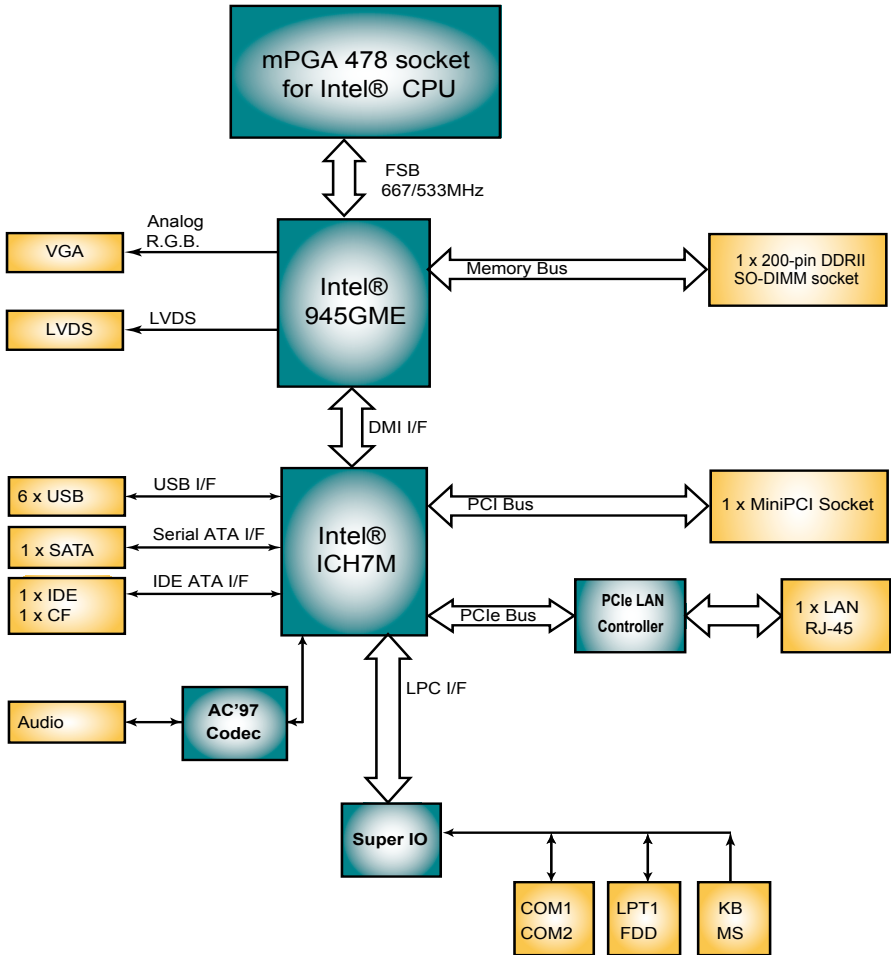 mPGA 478 socket
for Intel® CPU
FSB
667/533MHz
Analog
R.G.B.
VGA
Intel®
945GME
Memory Bus
1 x 200-pin DDRII
SO-DIMM socket
LVDS
LVDS
DMI I/F
6 x USB
USB I/F
Intel®
ICH7M
PCI Bus
1 x MiniPCI Socket
1 x SATA
Serial ATA I/F
1 x IDE
1 x CF
IDE ATA I/F
PCIe Bus
PCIe LAN
Controller
1 x LAN
RJ-45
LPC I/F
Audio
AC’97
Codec
Super IO
COM1
COM2
LPT1
FDD
KB
MS